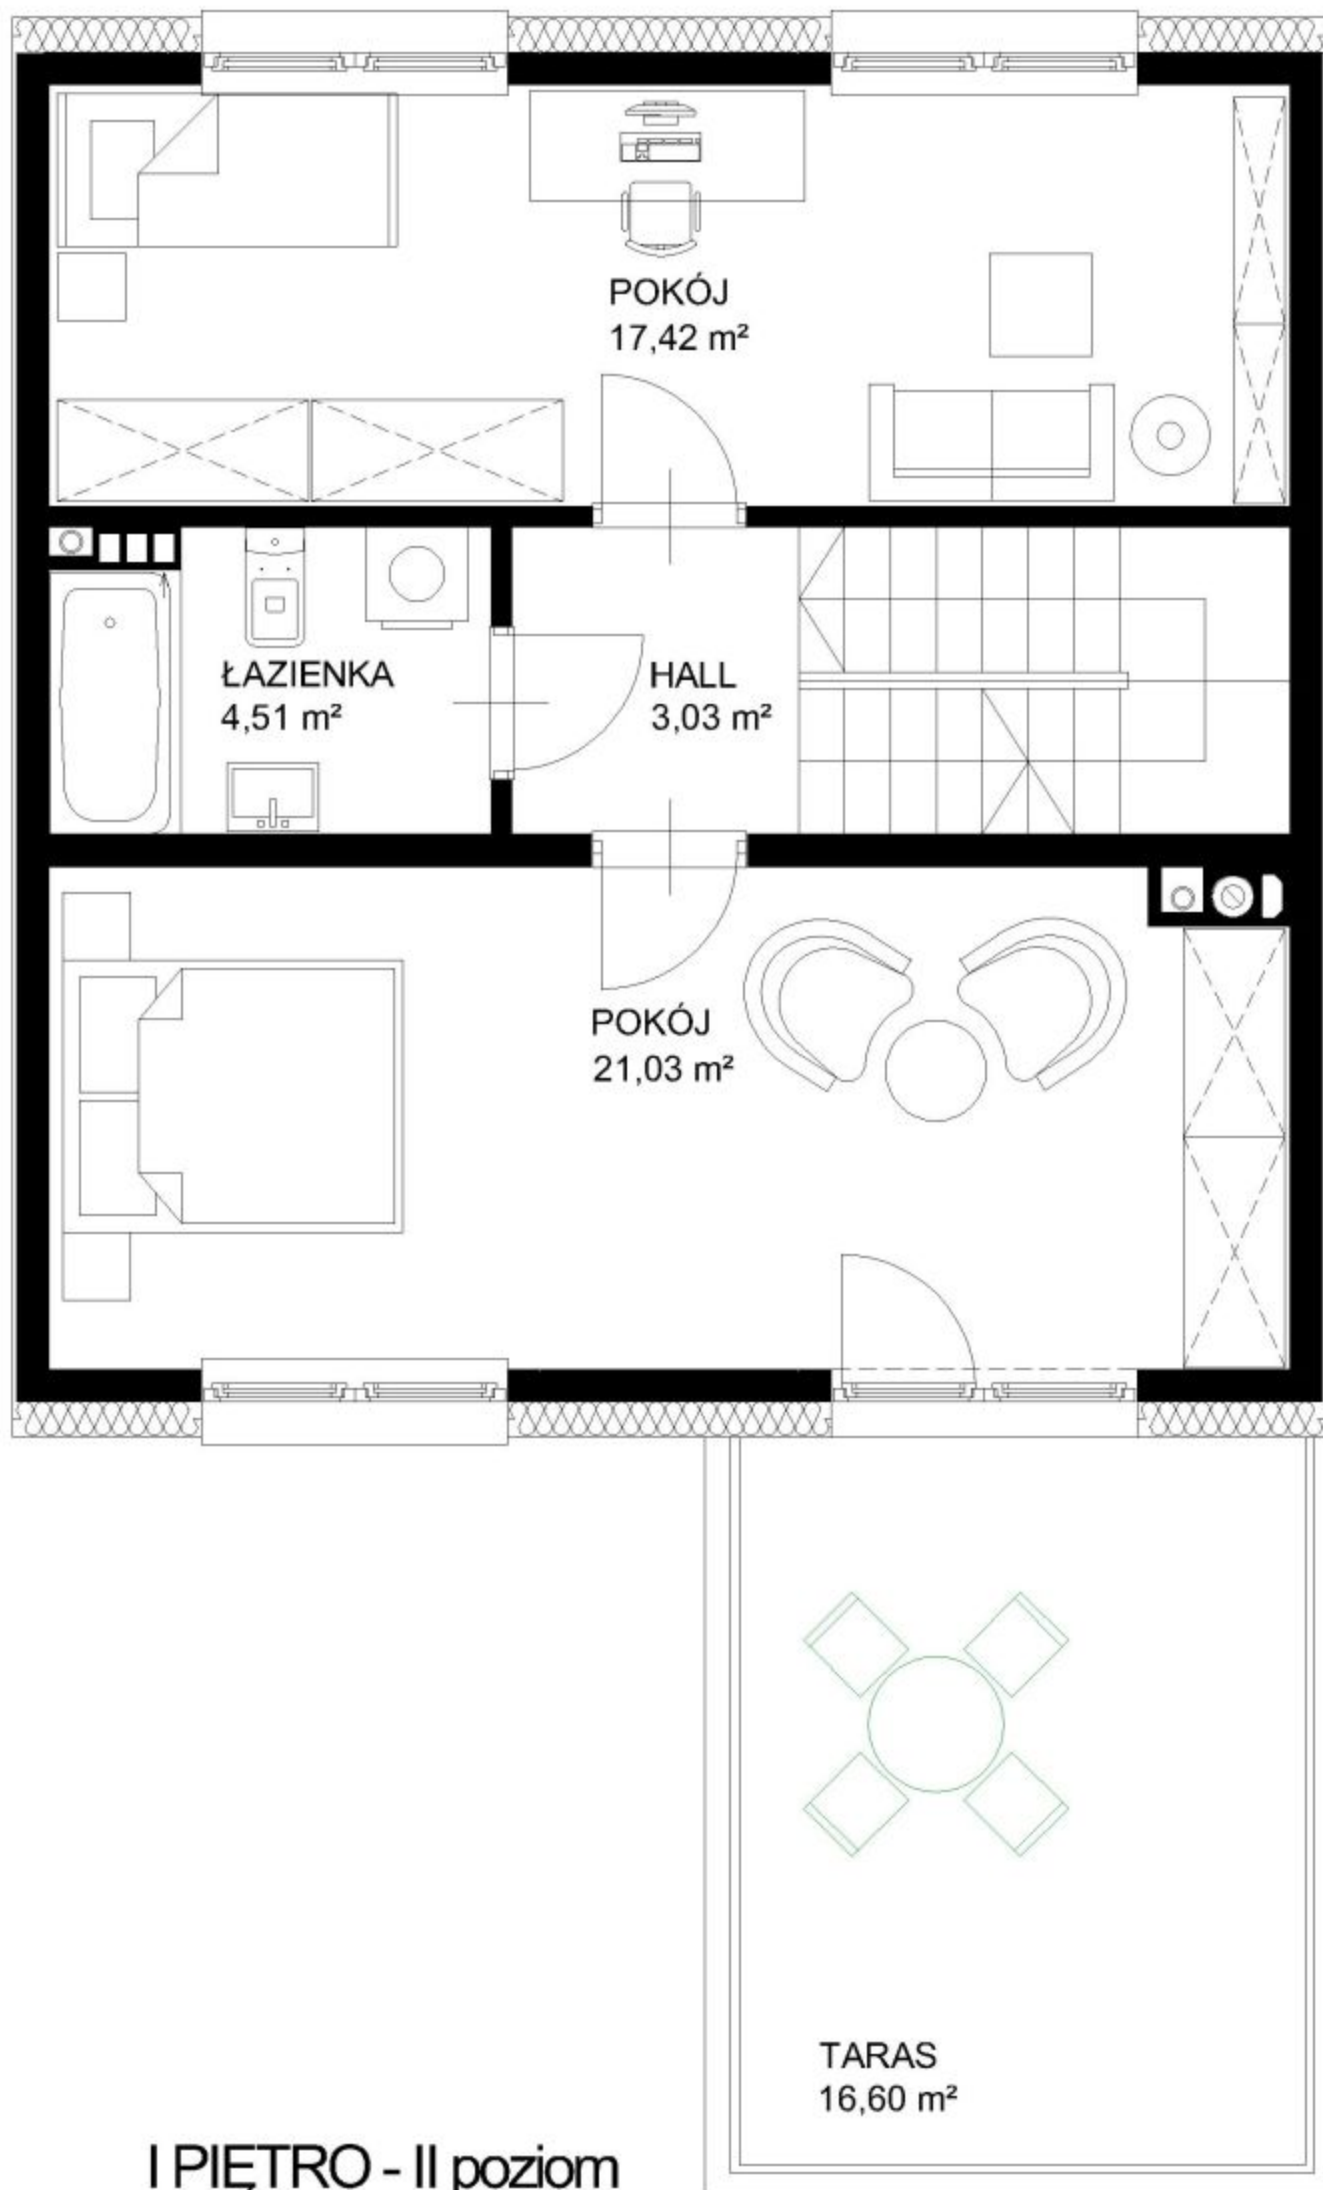 POKÓJ
17,42 m²
ŁAZIENKA
4,51 m²
HALL
3,03 m²
POKÓJ
21,03 m²
TARAS
16,60 m²
I PIĘTRO - II poziom